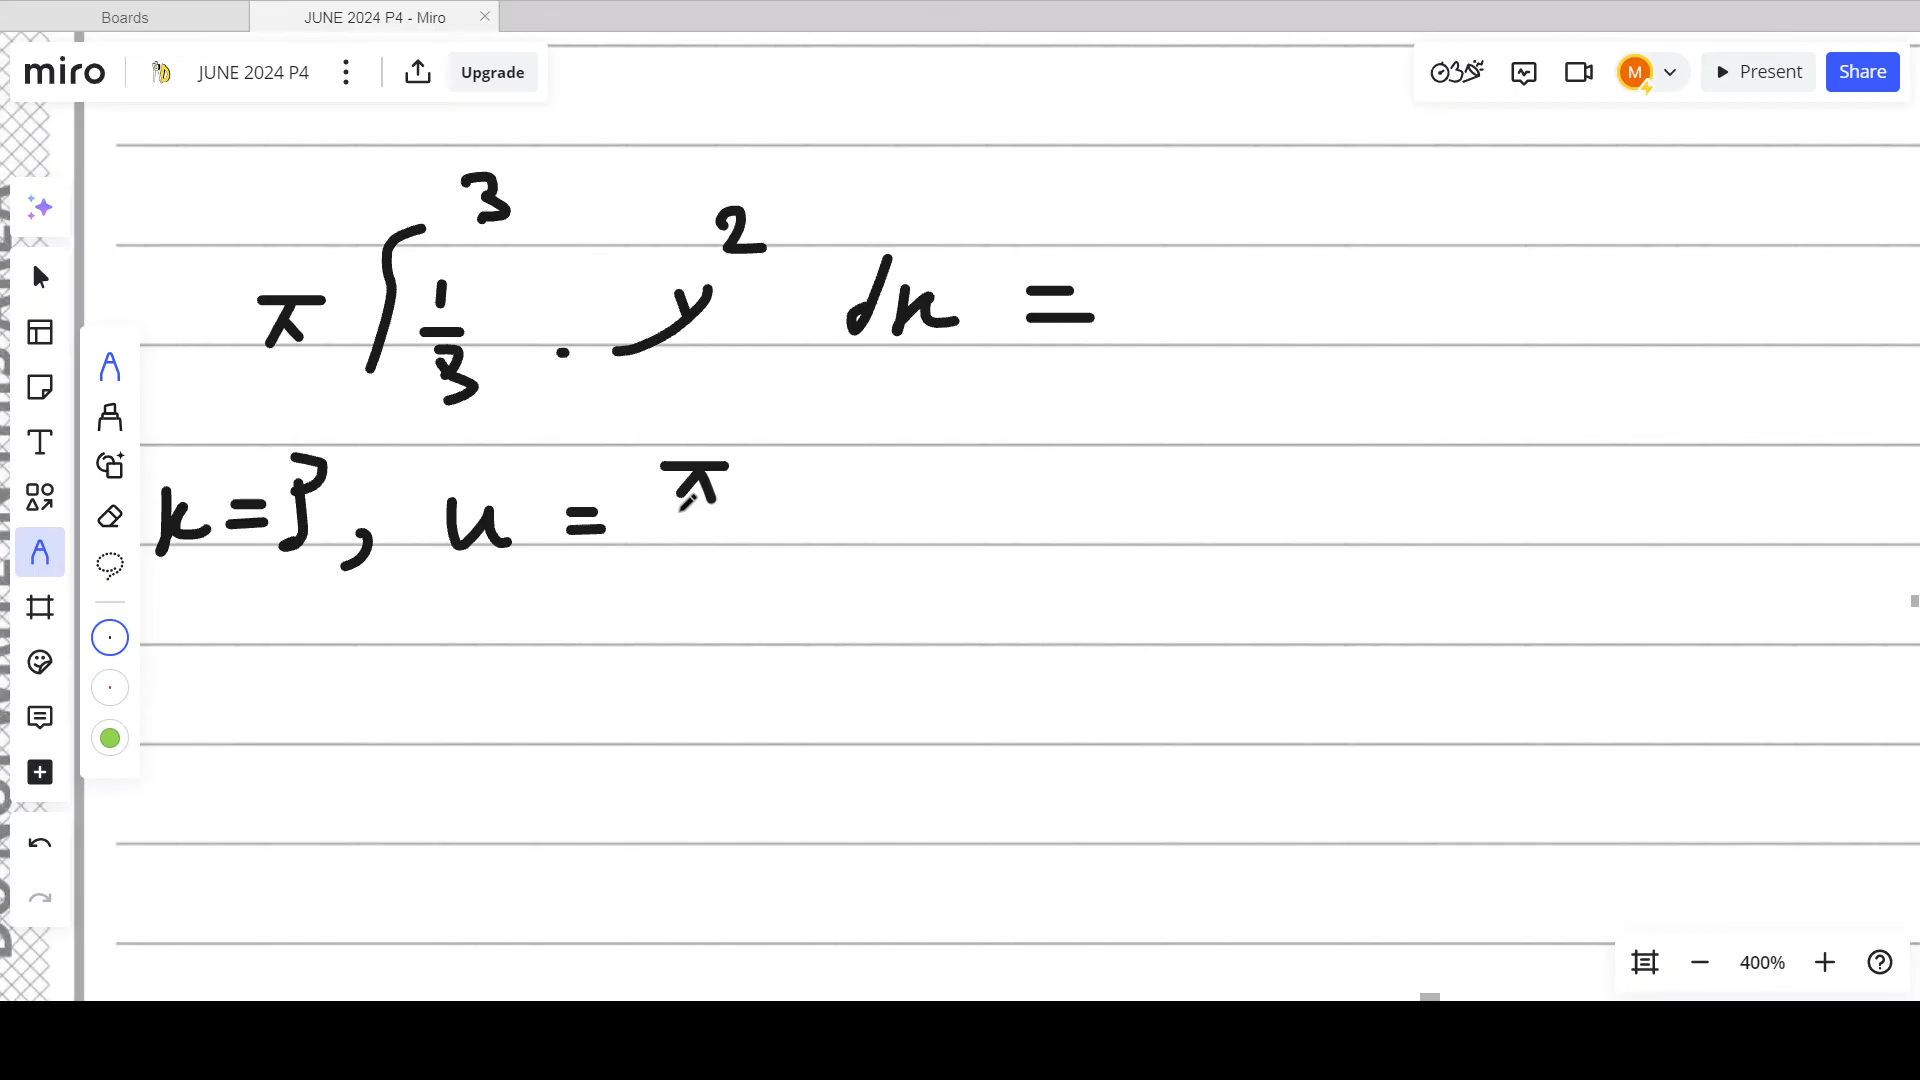 Boards
JUNE 2024 P4 - Miro
miro
JUNE 2024 P4
Upgrade
M
Present
Share
π ∫_{1/3}^{3} . y² dx =
x = 3, u = π
400%